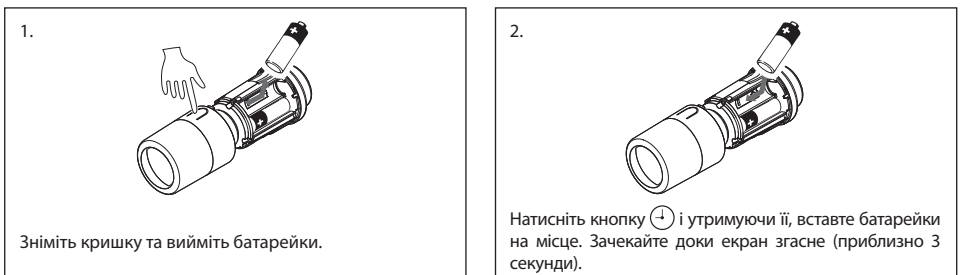 1.
Зніміть кришку та вийміть батарейки.
2.
Натисніть кнопку і утримуючи її, вставте батарейки
на місце. Зачекайте доки екран згасне (приблизно 3
секунди).